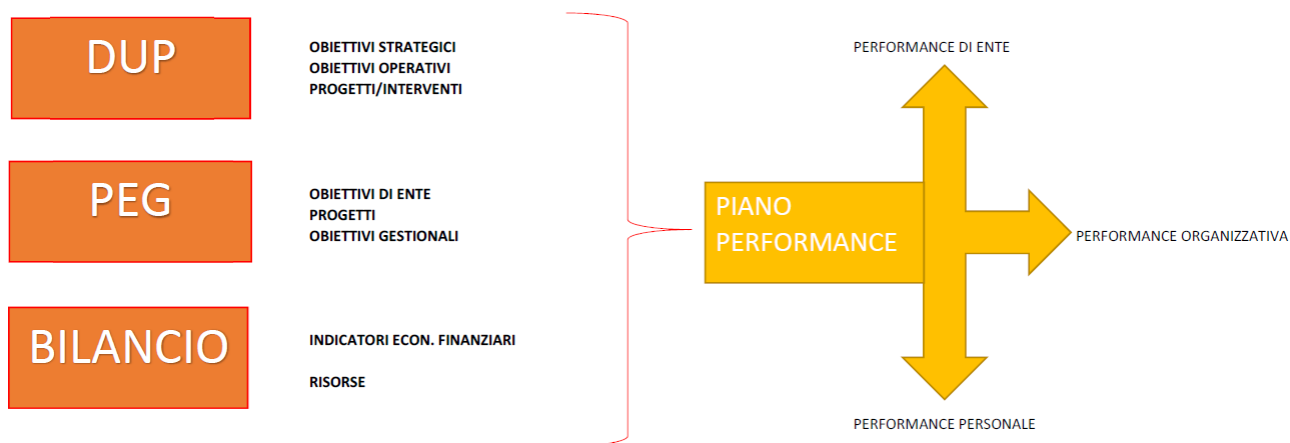 DUP
OBIETTIVI STRATEGICI
OBIETTIVI OPERATIVI
PROGETTI/INTERVENTI
PEG
OBIETTIVI DI ENTE
PROGETTI
OBIETTIVI GESTIONALI
BILANCIO
INDICATORI ECON. FINANZIARI
RISORSE
PIANO
PERFORMANCE
PERFORMANCE DI ENTE
PERFORMANCE ORGANIZZATIVA
PERFORMANCE PERSONALE